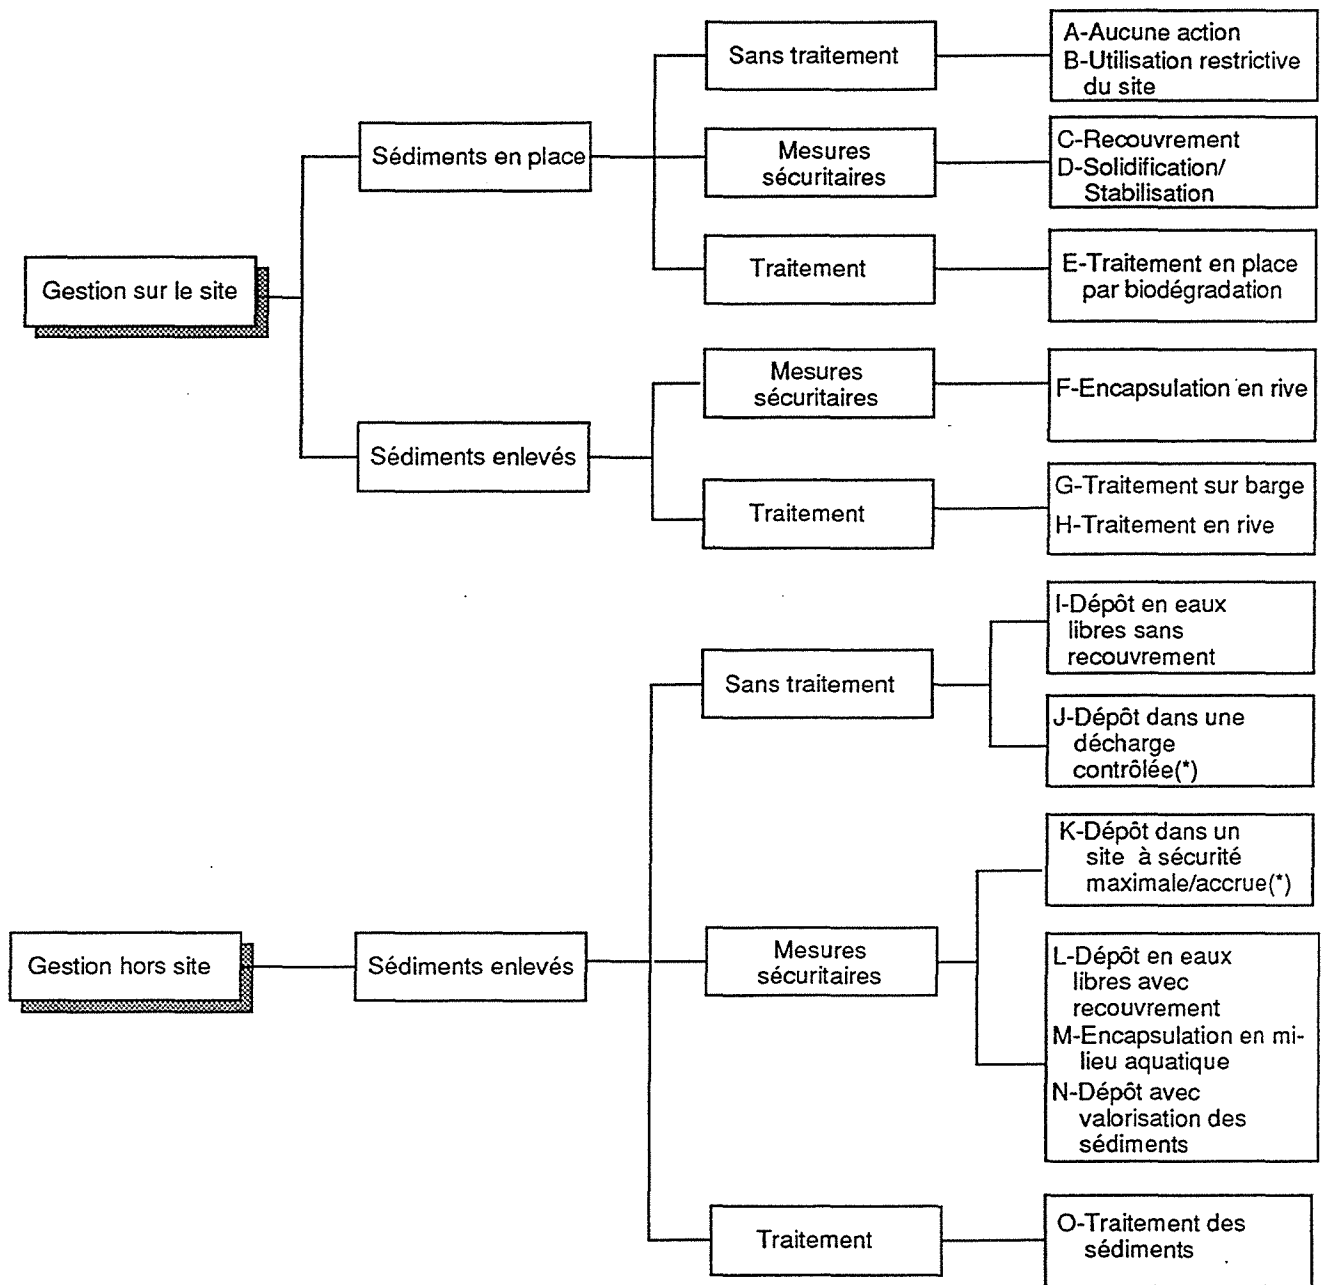 Gestion sur le site
Sédiments en place
Sans traitement
A-Aucune action
B-Utilisation restrictive
du site
Mesures
sécuritaires
C-Recouvrement
D-Solidification/
Stabilisation
Traitement
E-Traitement en place
par biodégradation
Sédiments enlevés
Mesures
sécuritaires
F-Encapsulation en rive
Traitement
G-Traitement sur barge
H-Traitement en rive
Gestion hors site
Sédiments enlevés
Sans traitement
I-Dépôt en eaux
libres sans
recouvrement
J-Dépôt dans une
décharge
contrôlée(*)
Mesures
sécuritaires
K-Dépôt dans un
site à sécurité
maximale/accrue(*)
L-Dépôt en eaux
libres avec
recouvrement
M-Encapsulation en mi-
lieu aquatique
N-Dépôt avec
valorisation des
sédiments
Traitement
O-Traitement des
sédiments